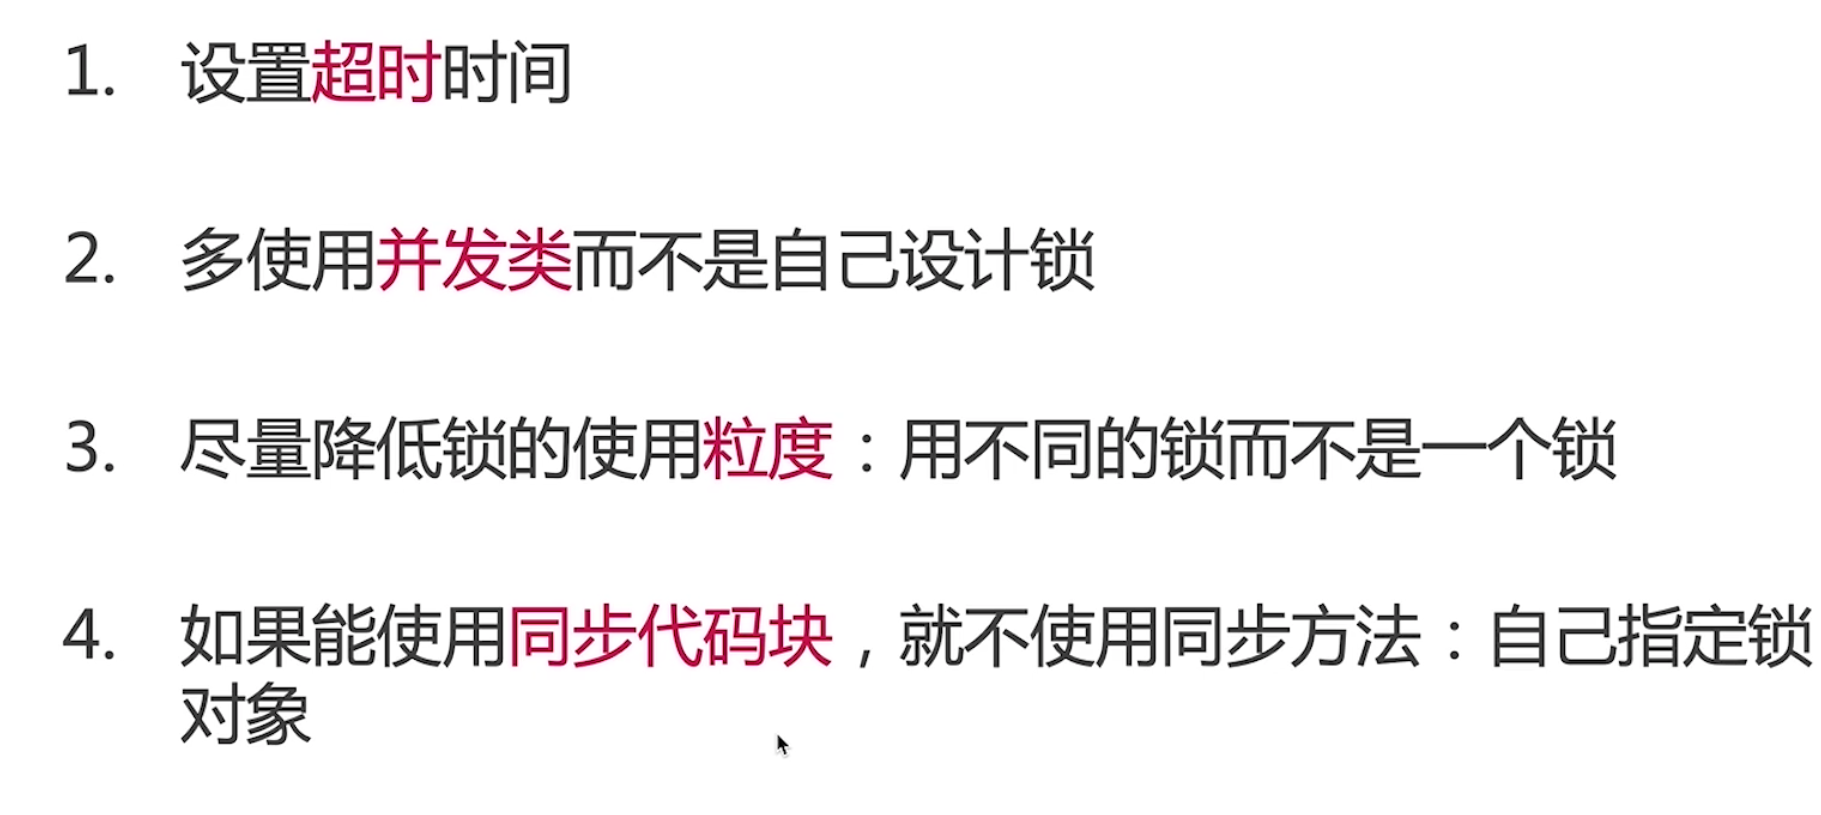 1. 设置超时时间
2. 多使用并发类而不是自己设计锁
3. 尽量降低锁的使用粒度：用不同的锁而不是一个锁
4. 如果能使用同步代码块，就不使用同步方法：自己指定锁
对象